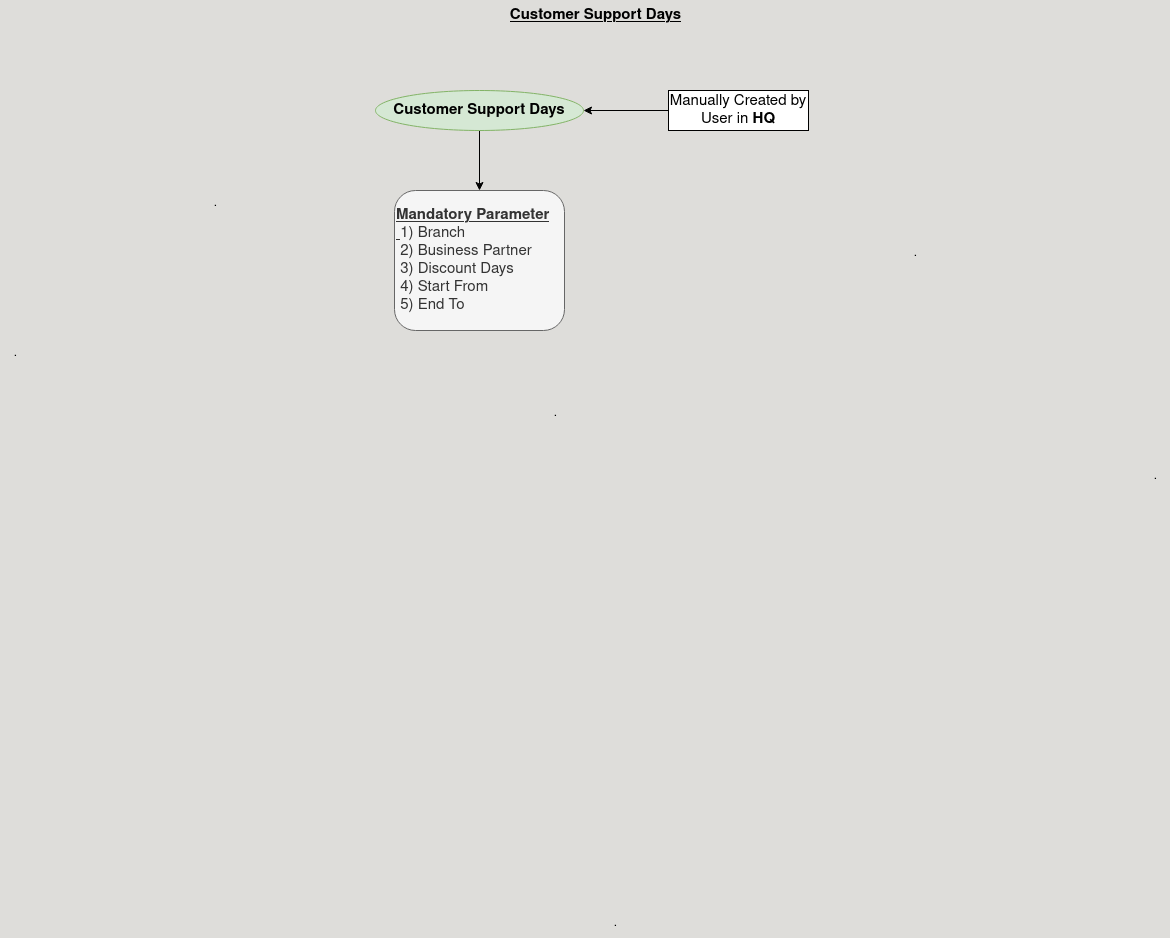 Customer Support Days
Customer Support Days
Manually Created by
User in HQ
Mandatory Parameter
1) Branch
2) Business Partner
3) Discount Days
4) Start From
5) End To